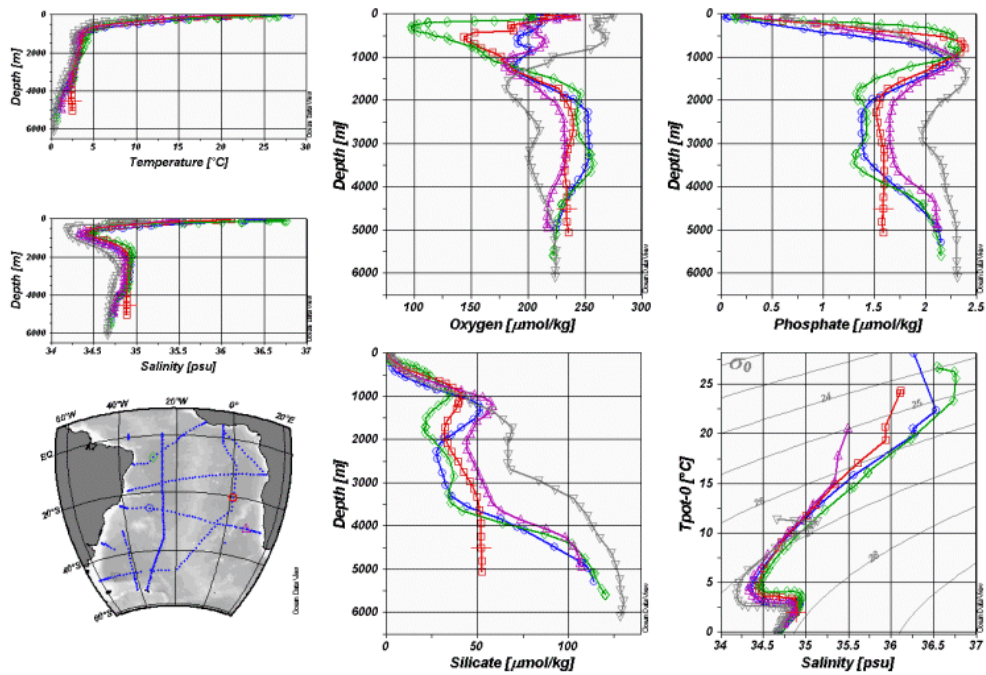 0
2000
4000
6000
Depth [m]
0
5
10
15
20
25
30
Temperature [°C]
Ocean Data View
0
2000
4000
6000
Depth [m]
34
34.5
35
35.5
36
36.5
37
Salinity [psu]
Ocean Data View
60°W
40°W
20°W
0°
20°E
EQ
20°S
40°S
60°S
Ocean Data View
0
1000
2000
3000
4000
5000
6000
Depth [m]
100
150
200
250
300
Oxygen [μmol/kg]
Ocean Data View
0
1000
2000
3000
4000
5000
6000
Depth [m]
0
0.5
1
1.5
2
2.5
Phosphate [μmol/kg]
Ocean Data View
0
1000
2000
3000
4000
5000
6000
Depth [m]
0
50
100
Silicate [μmol/kg]
Ocean Data View
σ0
24
25
0
5
10
15
20
25
Tpot-0 [°C]
34
34.5
35
35.5
36
36.5
37
Salinity [psu]
Ocean Data View